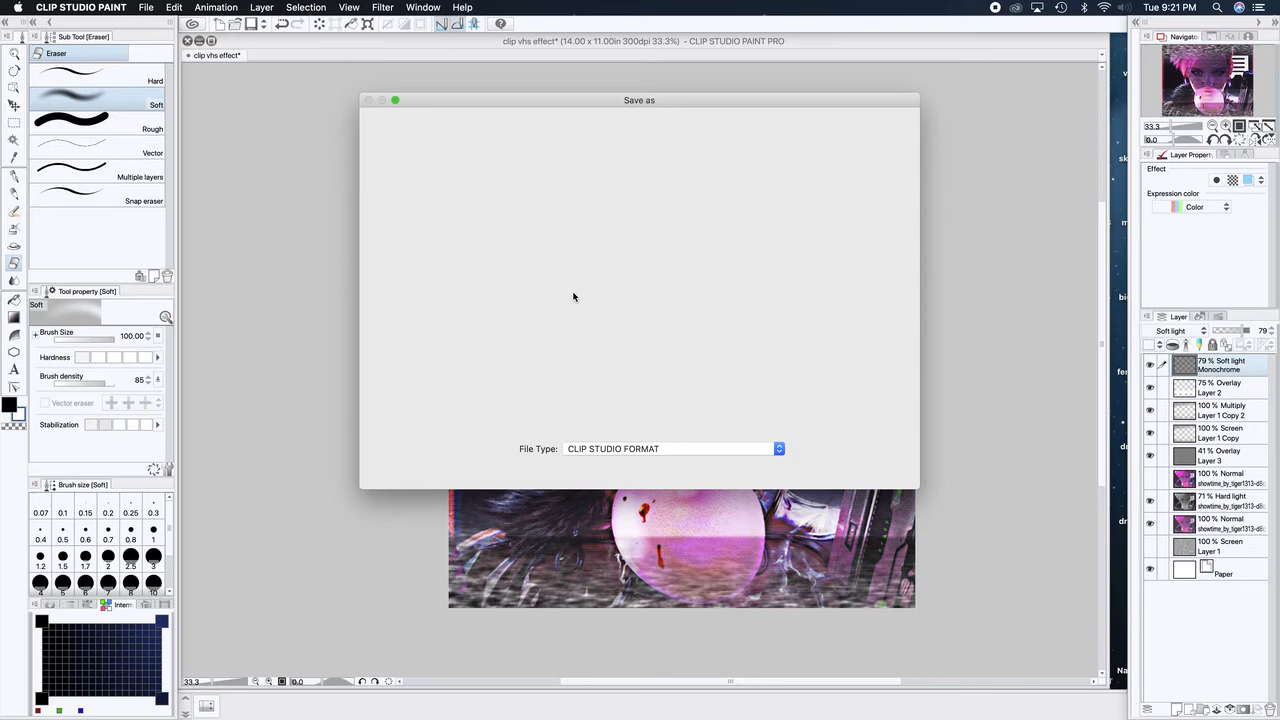 CLIP STUDIO PAINT File Edit Animation Layer Selection View Filter Window Help Tue 9:21 PM
Sub Tool [Eraser]
Eraser
Hard
Soft
Rough
Vector
Multiple layers
Snap eraser
Tool property [Soft]
Soft
Brush Size 100.00
Hardness
Brush density 85
Vector eraser
Stabilization
Brush size [Soft]
0.07 0.1 0.15 0.2 0.25 0.3
0.4 0.5 0.6 0.7 0.8 1
1.2 1.5 1.7 2 2.5 3
4 5 6 7 8 10
Interm
clip vhs effect* (14.00 x 11.00in 300dpi 33.3%) - CLIP STUDIO PAINT PRO
clip vhs effect*
Save as
File Type: CLIP STUDIO FORMAT
33.3 0.0
Navigator
33.3
0.0
Layer Property
Effect
Expression color
Color
Layer
Soft light 79
79 % Soft light
Monochrome
75 % Overlay
Layer 2
100 % Multiply
Layer 1 Copy 2
100 % Screen
Layer 1 Copy
41 % Overlay
Layer 3
100 % Normal
showtime_by_tiger1313-d8
71 % Hard light
showtime_by_tiger1313-d8
100 % Normal
showtime_by_tiger1313-d8
100 % Screen
Layer 1
Paper